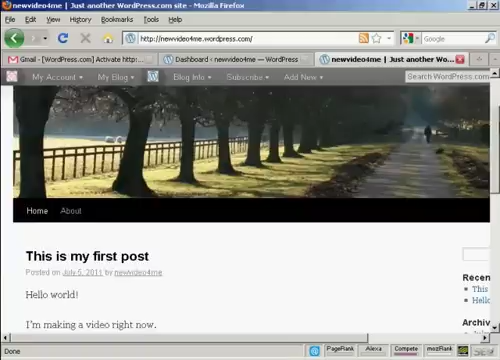 newvideo4me | Just another WordPress.com site - Mozilla Firefox
File Edit View History Bookmarks Tools Help
http://newvideo4me.wordpress.com/
Google
Gmail - [WordPress.com] Activate http:...
Dashboard ‹ newvideo4me — WordPress
newvideo4me | Just another Wor...
My Account
My Blog
Blog Info
Subscribe
Add New
Search WordPress.com
Home About
This is my first post
Posted on July 5, 2011 by newvideo4me
Hello world!
I'm making a video right now.
Recen
This
Hello
Archiv
Done
PageRank Alexa Compete mozRank